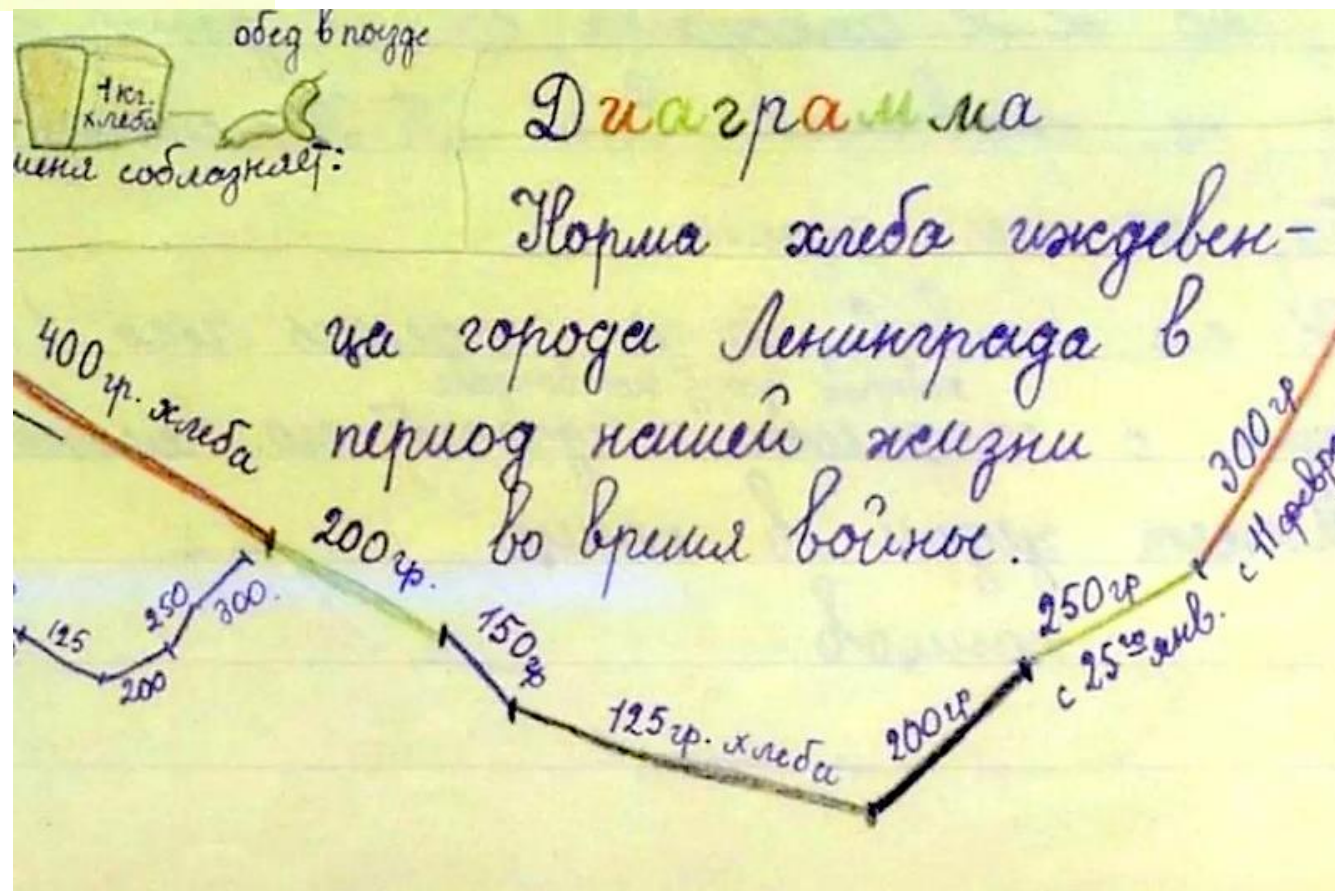 обед в поезде
1 кг.
хлеба
меня соблазняет:
Диаграмма
Норма хлеба иждевен-
ца города Ленинграда в
период нашей жизни
во время войны.
400 гр. хлеба
200 гр.
150 гр
125 гр. хлеба
200 гр
250 гр
с 25го янв.
300 гр
с 11 февр
125
200
250
300.